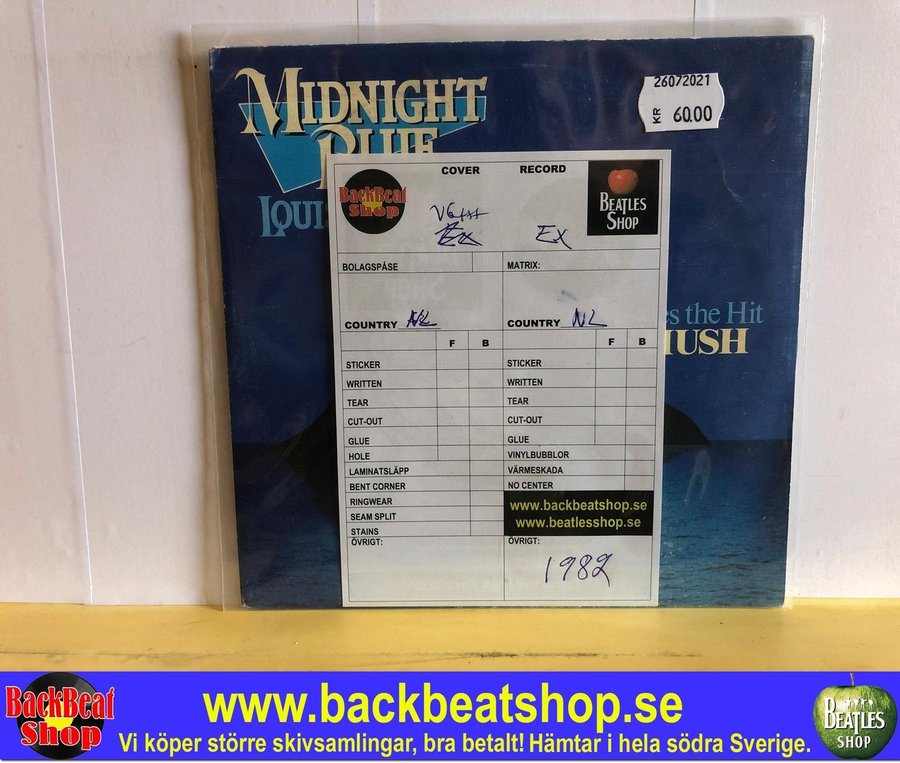 MIDNIGHT
BLUE
LOUI
26072021
KR 60.00
es the Hit
HUSH
BackBeat
Shop
COVER
RECORD
BEATLES
SHOP
VG+++
Ex
EX
BOLAGSPÅSE
MATRIX:
COUNTRY NL
COUNTRY NL
F B
F B
STICKER
STICKER
WRITTEN
WRITTEN
TEAR
TEAR
CUT-OUT
CUT-OUT
GLUE
GLUE
HOLE
VINYLBUBBLOR
LAMINATSLÄPP
VÄRMESKADA
BENT CORNER
NO CENTER
RINGWEAR
SEAM SPLIT
STAINS
www.backbeatshop.se
www.beatlesshop.se
ÖVRIGT:
ÖVRIGT:
1982
BackBeat
Shop
www.backbeatshop.se
Vi köper större skivsamlingar, bra betalt! Hämtar i hela södra Sverige.
BEATLES
SHOP